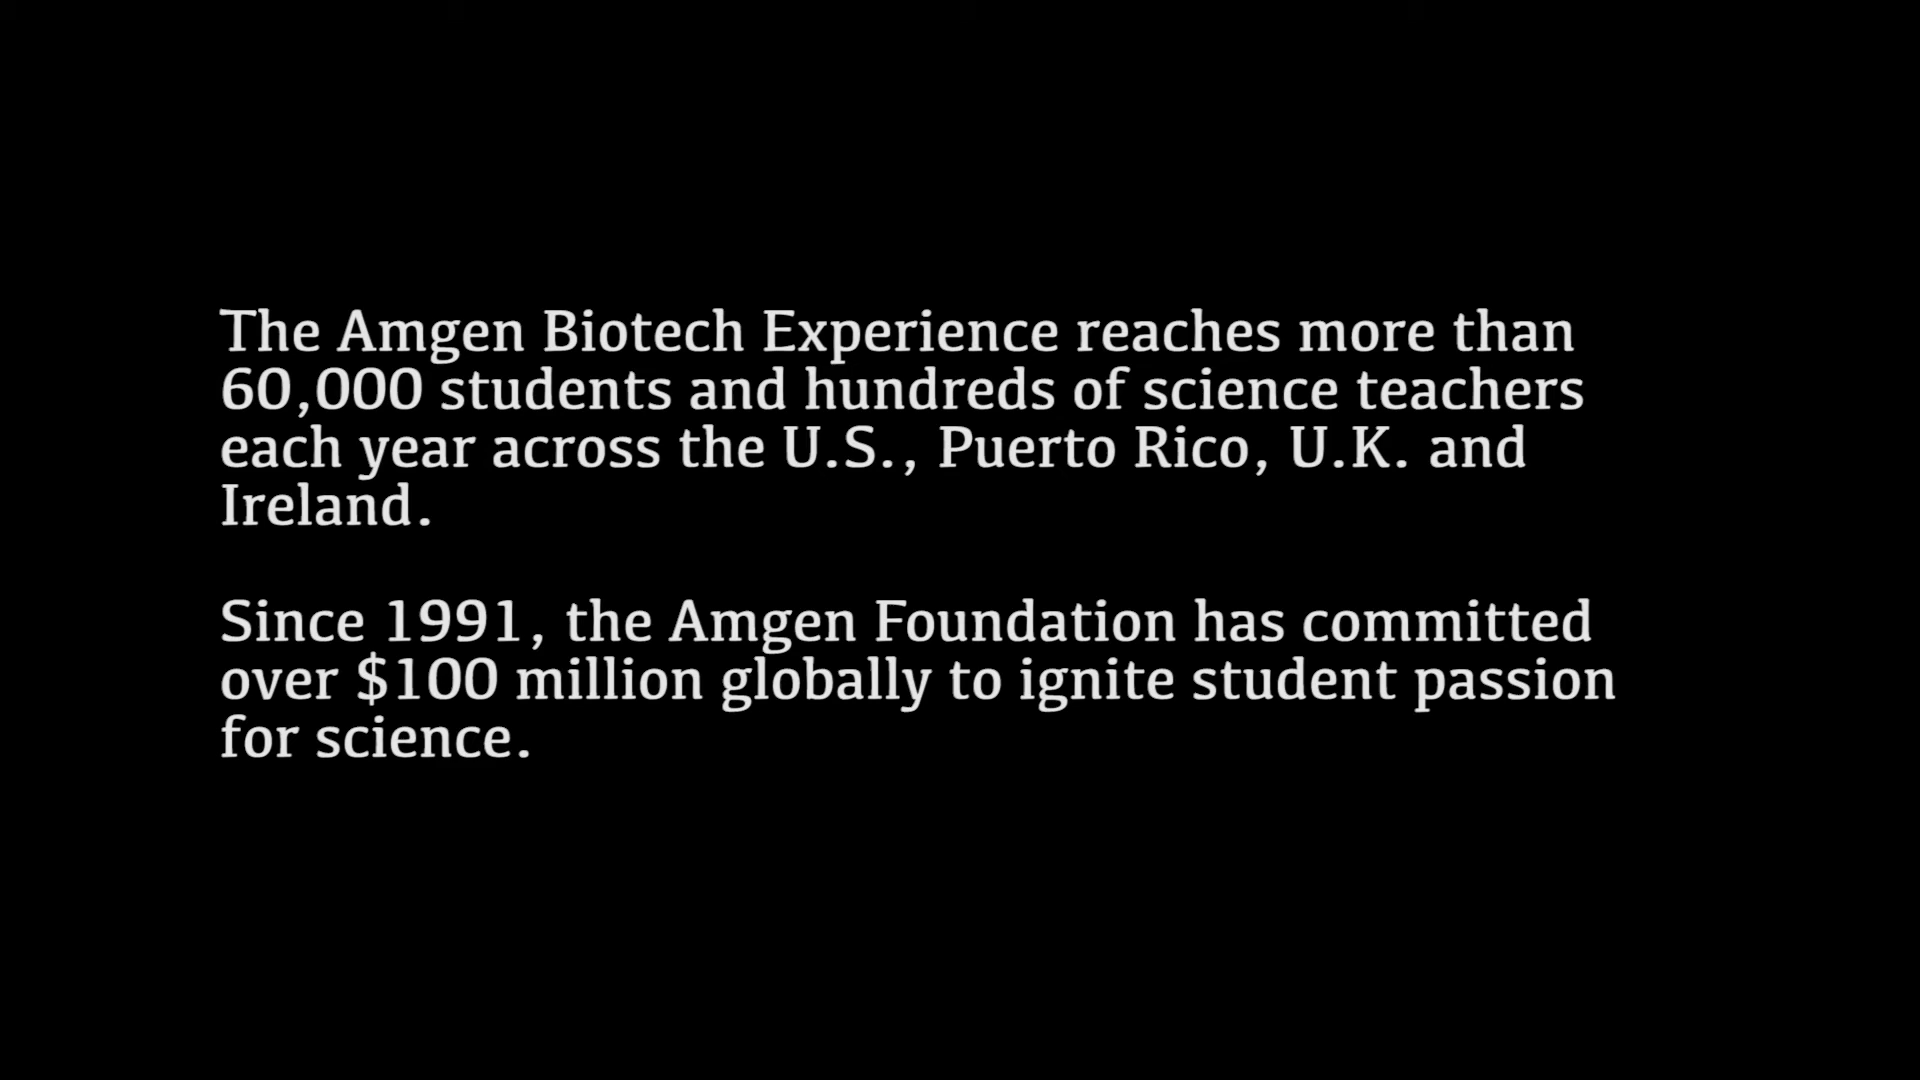 The Amgen Biotech Experience reaches more than
60,000 students and hundreds of science teachers
each year across the U.S., Puerto Rico, U.K. and
Ireland.
Since 1991, the Amgen Foundation has committed
over $100 million globally to ignite student passion
for science.